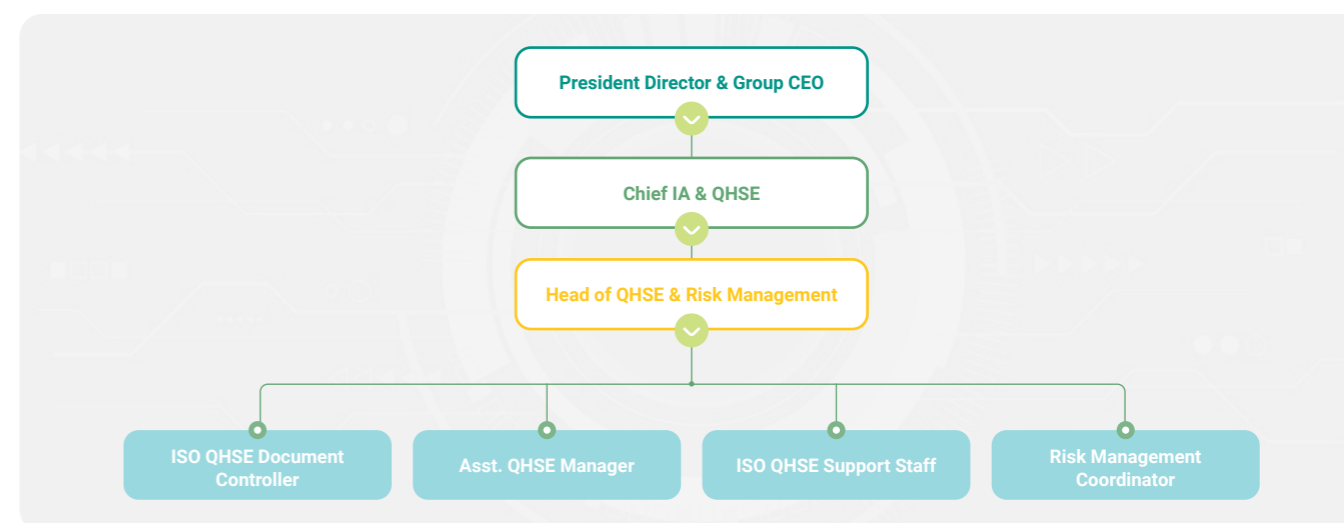 President Director & Group CEO
Chief IA & QHSE
Head of QHSE & Risk Management
ISO QHSE Document
Controller
Asst. QHSE Manager
ISO QHSE Support Staff
Risk Management
Coordinator